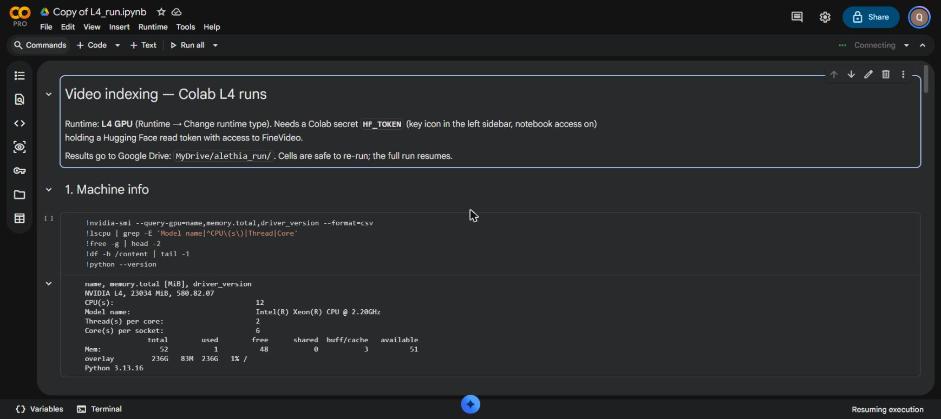 CO
PRO
Copy of L4_run.ipynb
File Edit View Insert Runtime Tools Help
Share
Q
Commands + Code + Text Run all
Connecting
Video indexing — Colab L4 runs
Runtime: L4 GPU (Runtime → Change runtime type). Needs a Colab secret HF_TOKEN (key icon in the left sidebar, notebook access on)
holding a Hugging Face read token with access to FineVideo.
Results go to Google Drive: MyDrive/alethia_run/. Cells are safe to re-run; the full run resumes.
1. Machine info
[ ]
!nvidia-smi --query-gpu=name,memory.total,driver_version --format=csv
!lscpu | grep -E 'Model name|^CPU\(s\)|Thread|Core'
!free -g | head -2
!df -h /content | tail -1
!python --version
name, memory.total [MiB], driver_version
NVIDIA L4, 23034 MiB, 580.82.07
CPU(s): 12
Model name: Intel(R) Xeon(R) CPU @ 2.20GHz
Thread(s) per core: 2
Core(s) per socket: 6
total used free shared buff/cache available
Mem: 52 1 48 0 3 51
overlay 236G 83M 236G 1% /
Python 3.13.16
Variables Terminal
Resuming execution